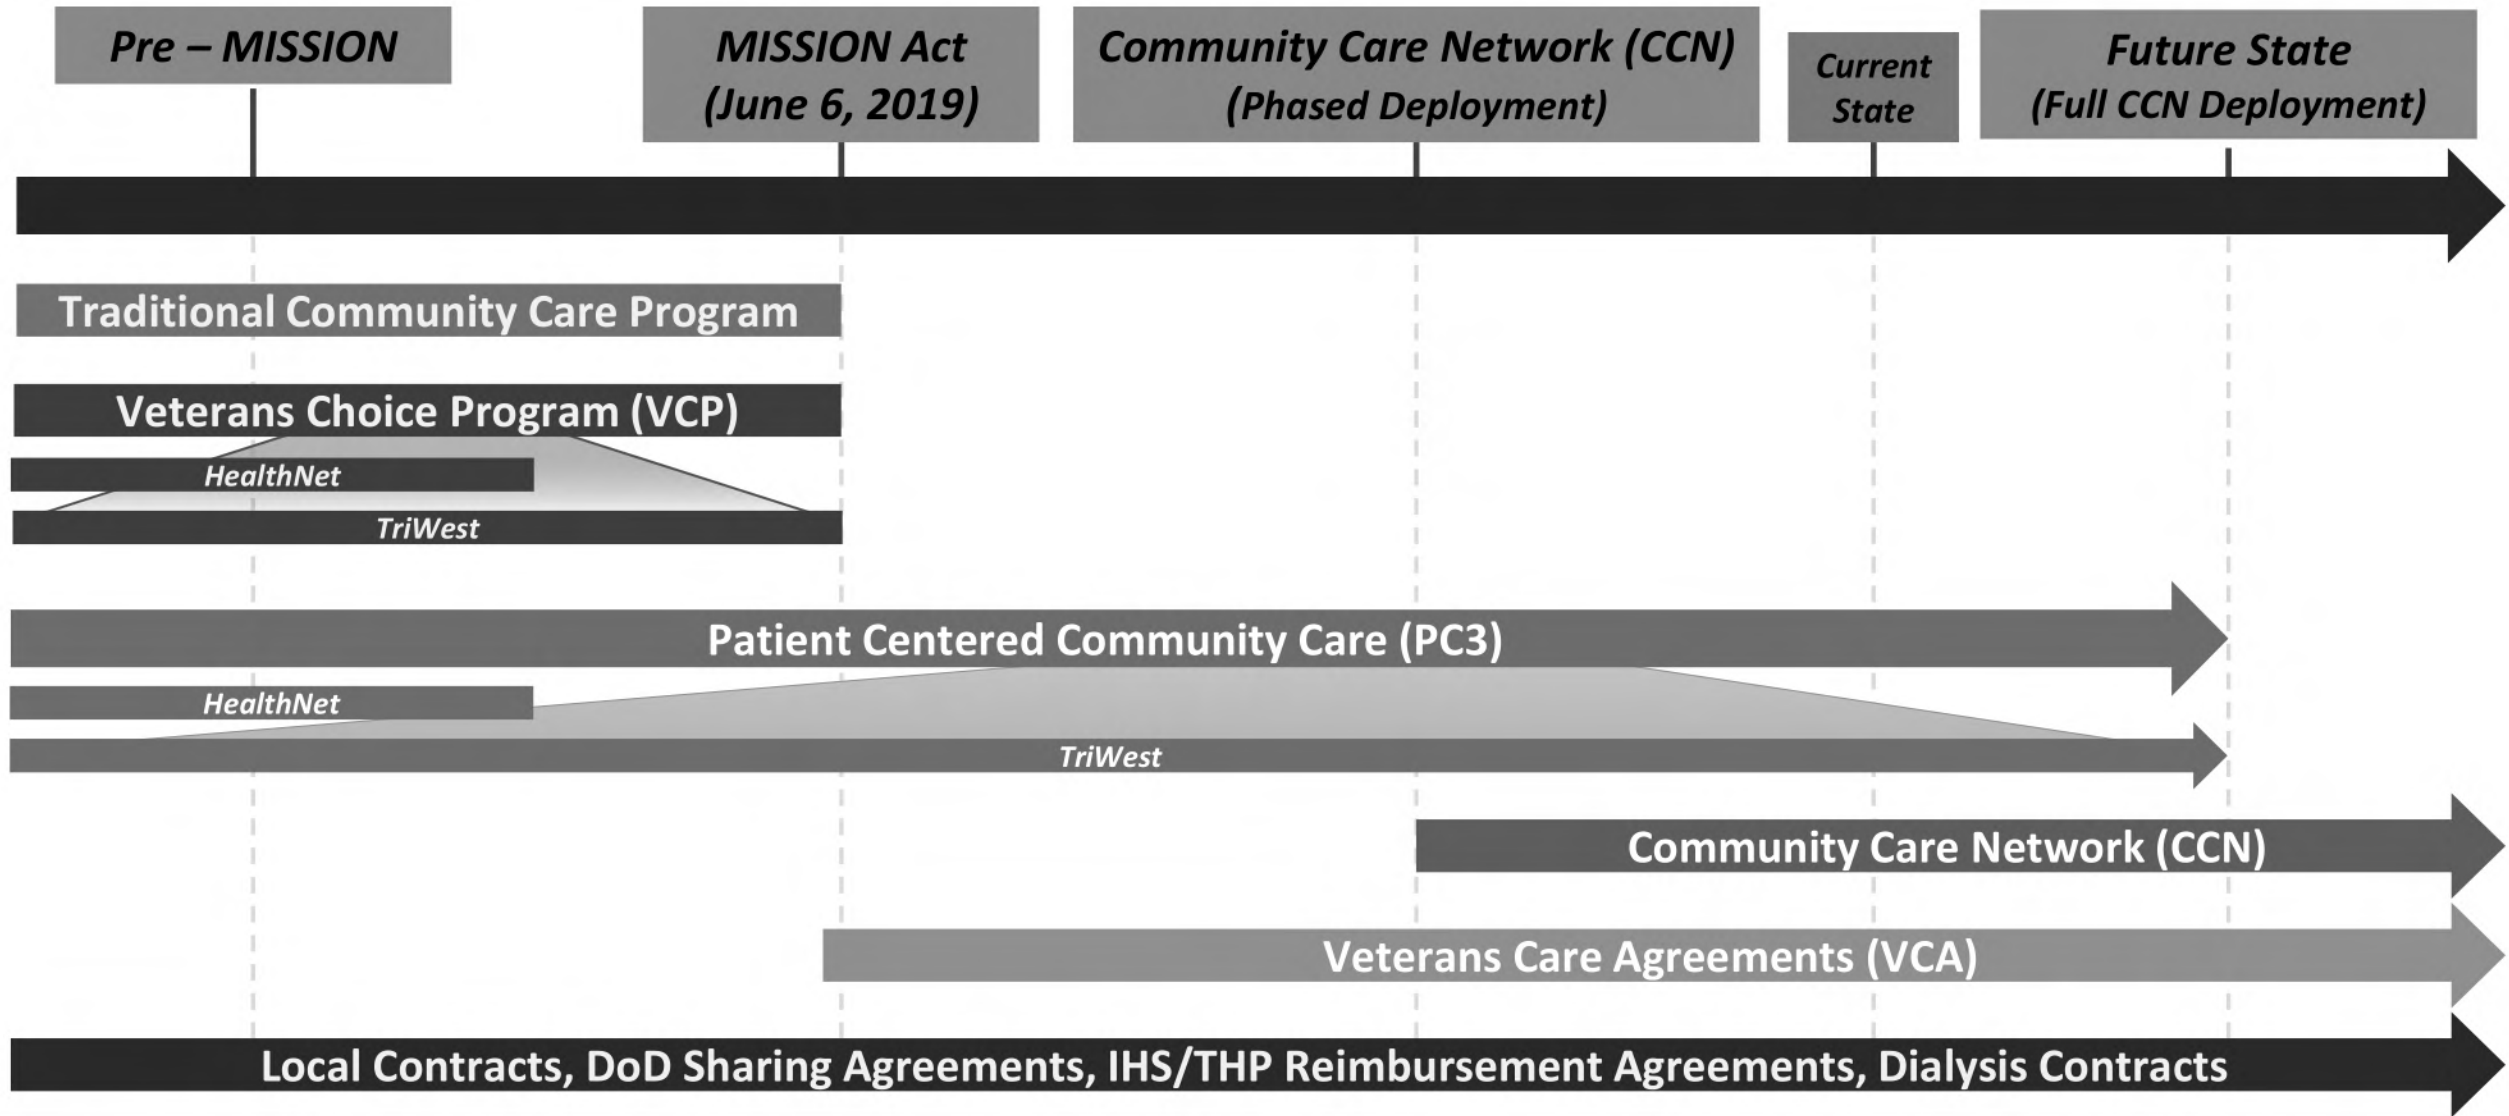 Pre – MISSION
MISSION Act
(June 6, 2019)
Community Care Network (CCN)
(Phased Deployment)
Current
State
Future State
(Full CCN Deployment)
Traditional Community Care Program
Veterans Choice Program (VCP)
HealthNet
TriWest
Patient Centered Community Care (PC3)
HealthNet
TriWest
Community Care Network (CCN)
Veterans Care Agreements (VCA)
Local Contracts, DoD Sharing Agreements, IHS/THP Reimbursement Agreements, Dialysis Contracts